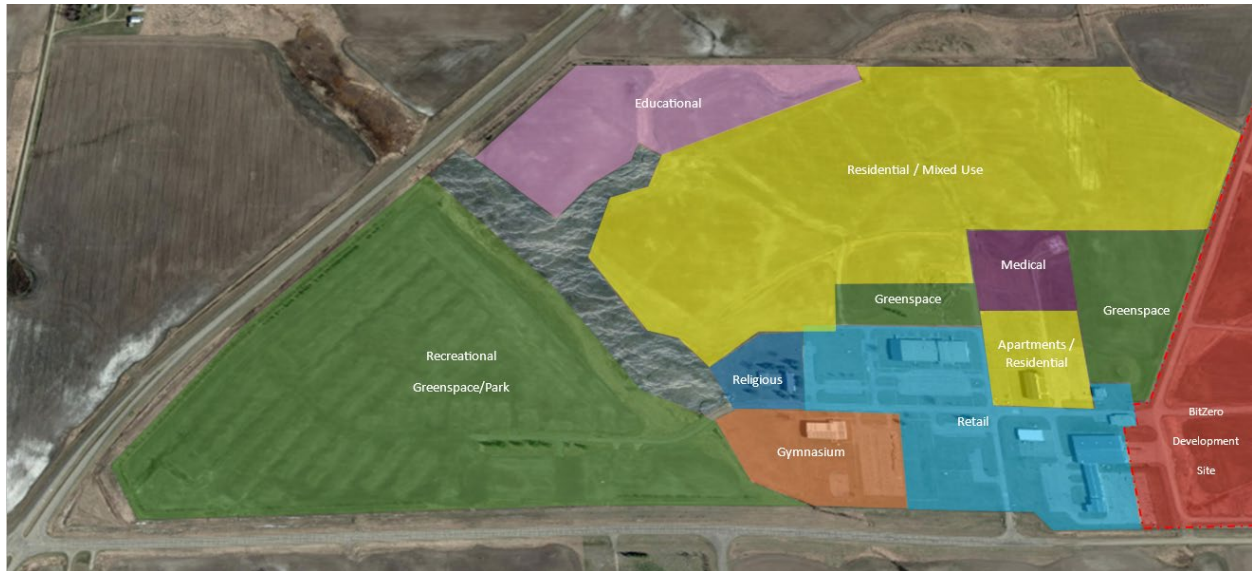 Educational
Residential / Mixed Use
Medical
Greenspace
Greenspace
Recreational
Greenspace/Park
Apartments /
Residential
Religious
Retail
Gymnasium
BitZero
Development
Site